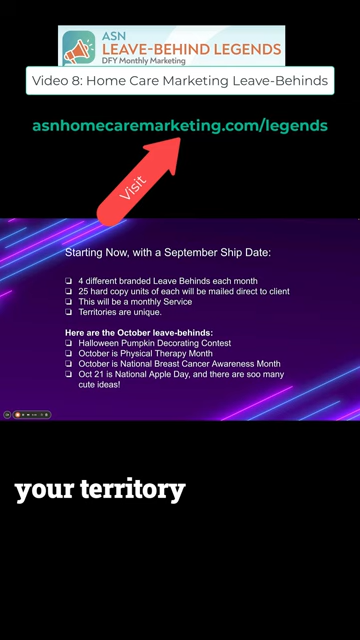 ASN
LEAVE-BEHIND LEGENDS
DFY Monthly Marketing
Video 8: Home Care Marketing Leave-Behinds
asnhomecaremarketing.com/legends
Visit
Starting Now, with a September Ship Date:
❑ 4 different branded Leave Behinds each month
❑ 25 hard copy units of each will be mailed direct to client
❑ This will be a monthly Service
❑ Territories are unique.
Here are the October leave-behinds:
❑ Halloween Pumpkin Decorating Contest
❑ October is Physical Therapy Month
❑ October is National Breast Cancer Awareness Month
❑ Oct 21 is National Apple Day, and there are soo many
cute ideas!
your territory